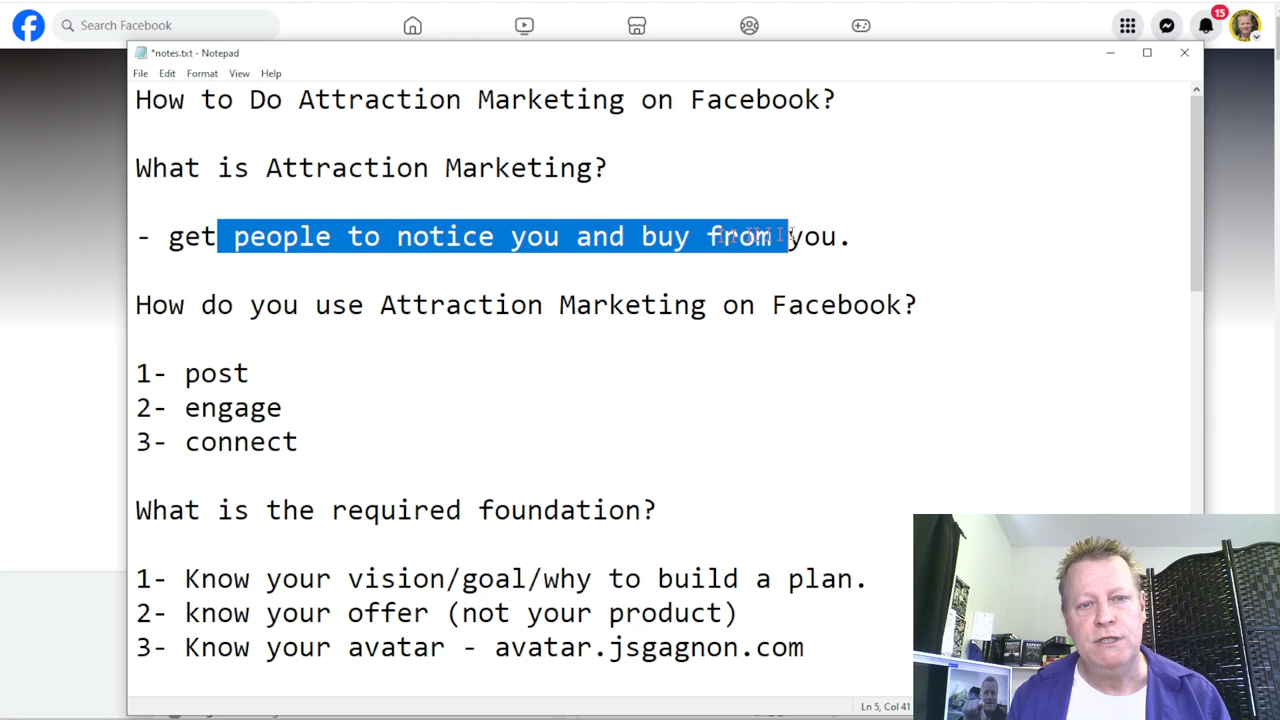 Search Facebook
15
*notes.txt - Notepad
File Edit Format View Help
How to Do Attraction Marketing on Facebook?
What is Attraction Marketing?
- get people to notice you and buy from you.
How do you use Attraction Marketing on Facebook?
1- post
2- engage
3- connect
What is the required foundation?
1- Know your vision/goal/why to build a plan.
2- know your offer (not your product)
3- Know your avatar - avatar.jsgagnon.com
Ln 5, Col 41